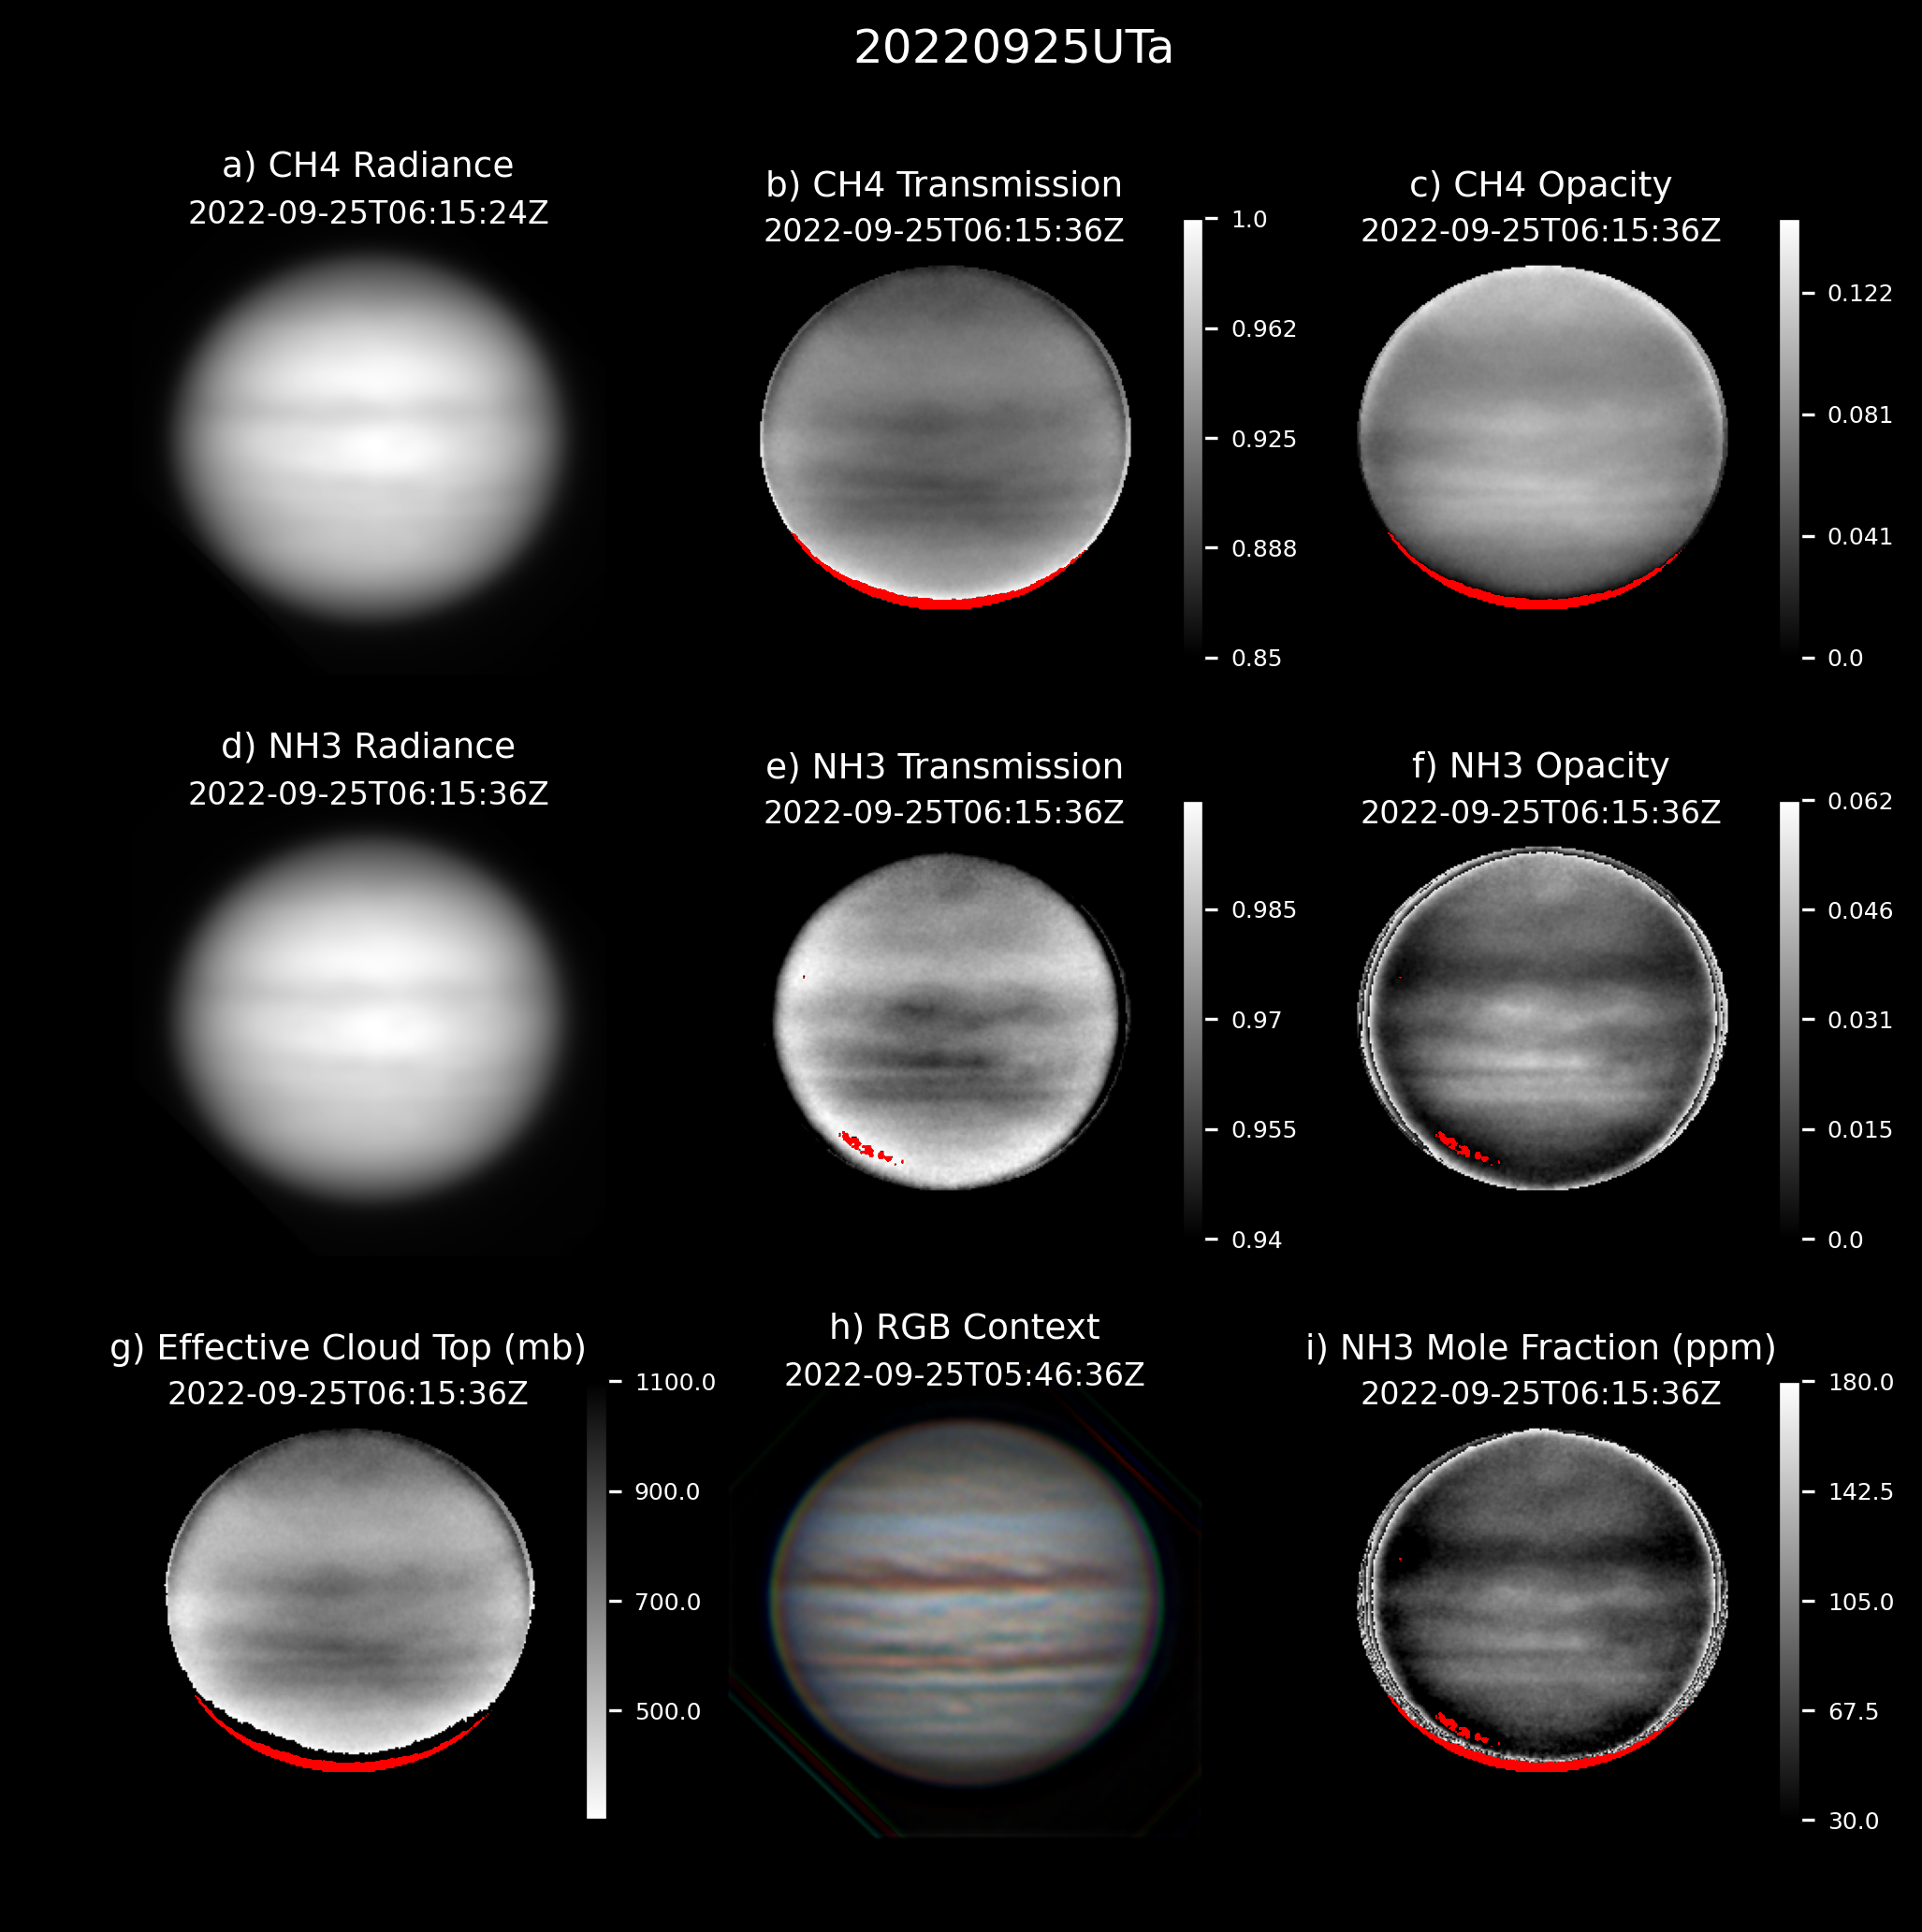 20220925UTa
a) CH4 Radiance
2022-09-25T06:15:24Z
b) CH4 Transmission
2022-09-25T06:15:36Z
1.0
0.962
0.925
0.888
0.85
c) CH4 Opacity
2022-09-25T06:15:36Z
0.122
0.081
0.041
0.0
d) NH3 Radiance
2022-09-25T06:15:36Z
e) NH3 Transmission
2022-09-25T06:15:36Z
0.985
0.97
0.955
0.94
f) NH3 Opacity
2022-09-25T06:15:36Z
0.062
0.046
0.031
0.015
0.0
g) Effective Cloud Top (mb)
2022-09-25T06:15:36Z
1100.0
900.0
700.0
500.0
h) RGB Context
2022-09-25T05:46:36Z
i) NH3 Mole Fraction (ppm)
2022-09-25T06:15:36Z
180.0
142.5
105.0
67.5
30.0